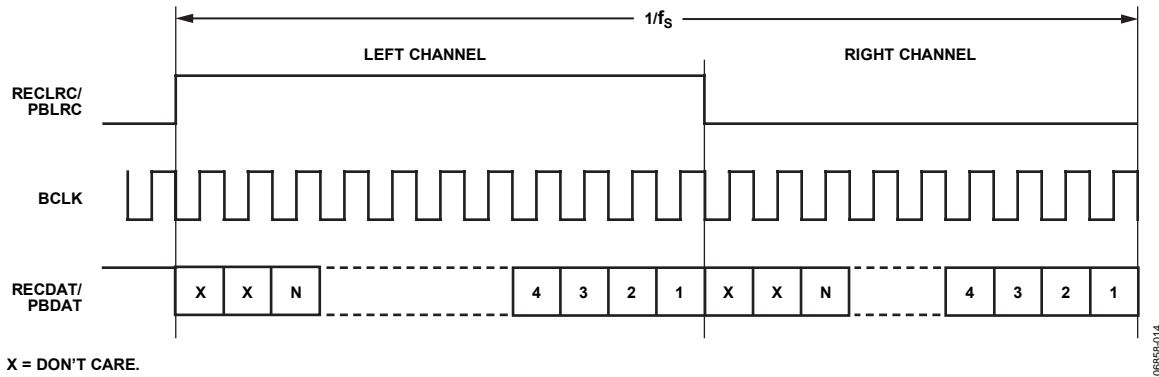 1/fS
LEFT CHANNEL RIGHT CHANNEL
RECLRC/
PBLRC
BCLK
RECDAT/
PBDAT
X X N 4 3 2 1 X X N 4 3 2 1
X = DON'T CARE.
06858-014